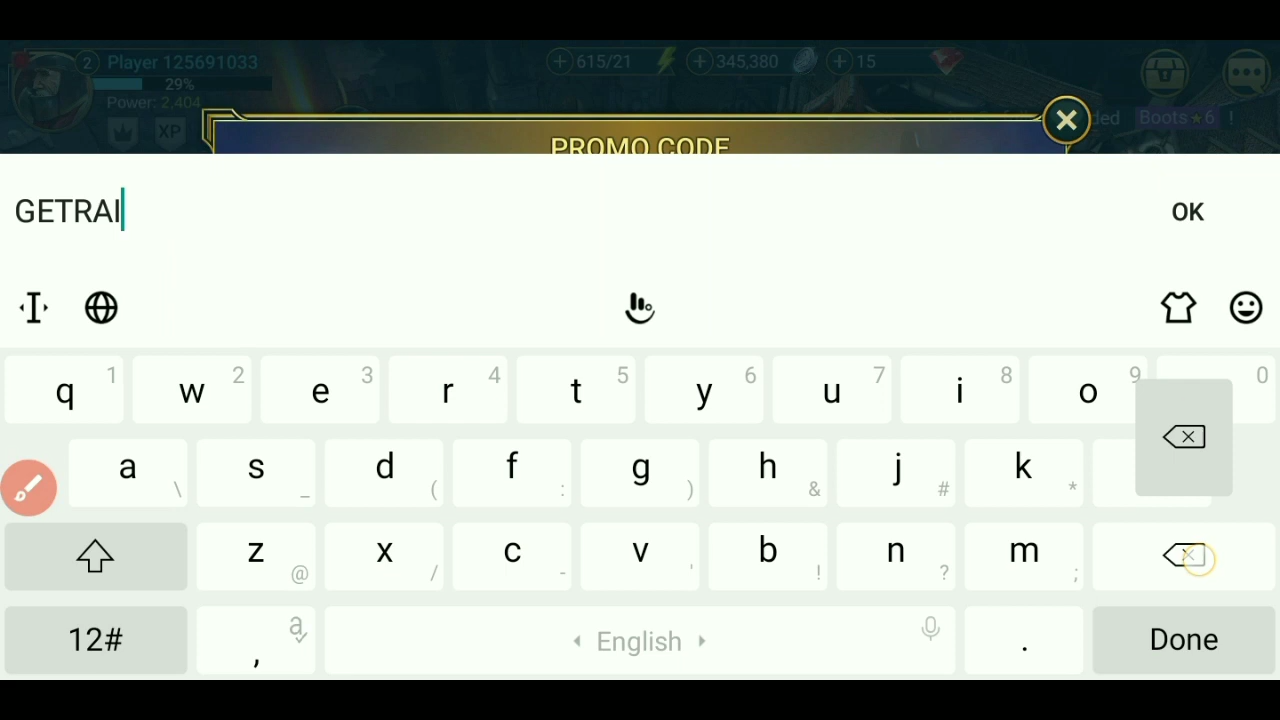 2 Player 125691033
615/21
345,380
15
29%
Power: 2,404
XP
Boots★6 !
PROMO CODE
GETRAI
OK
q 1 w 2 e 3 r 4 t 5 y 6 u 7 i 8 o 9 0
a \ s _ d ( f : g ) h & j # k *
z @ x / c - v ' b ! n ? m ;
12# , a English . Done